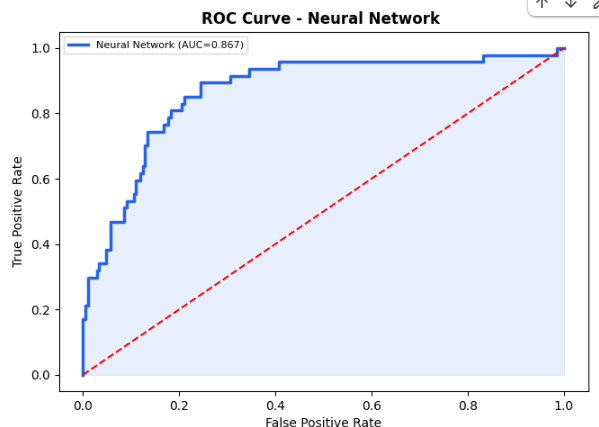 ROC Curve - Neural Network
Neural Network (AUC=0.867)
True Positive Rate
1.0
0.8
0.6
0.4
0.2
0.0
0.0 0.2 0.4 0.6 0.8 1.0
False Positive Rate